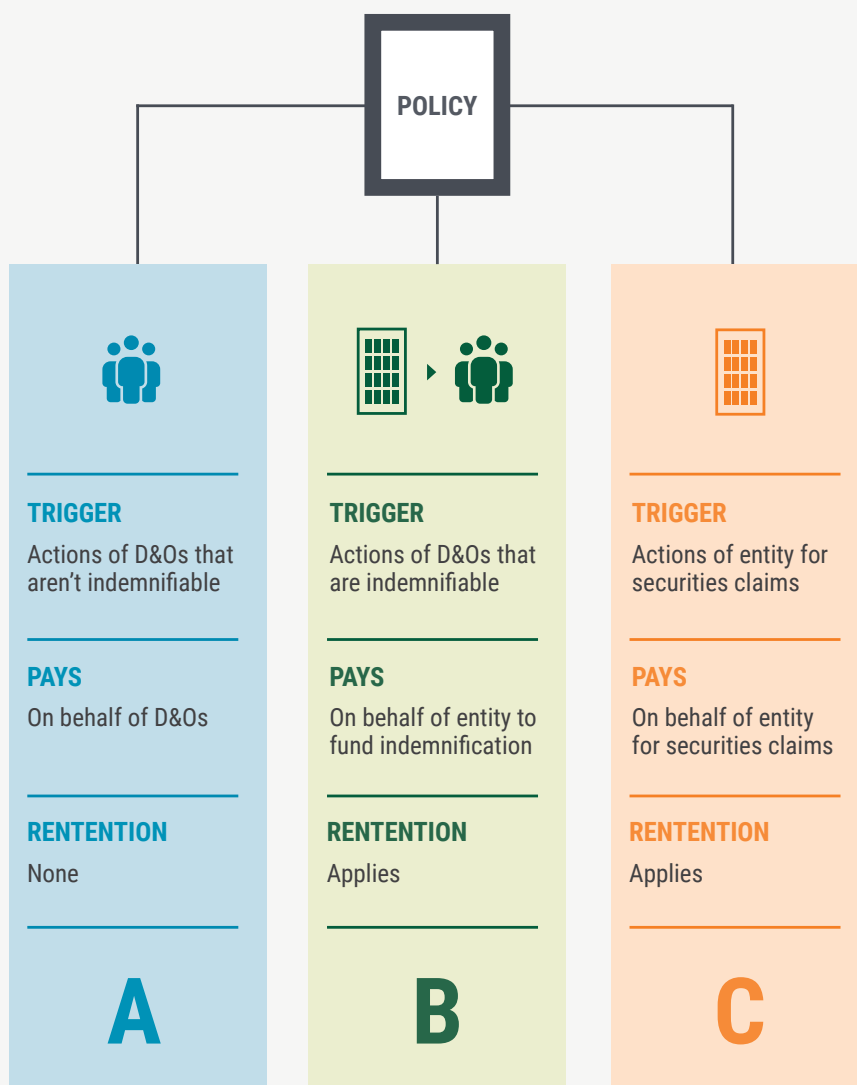 POLICY
TRIGGER
Actions of D&Os that
aren't indemnifiable
PAYS
On behalf of D&Os
RENTENTION
None
A
TRIGGER
Actions of D&Os that
are indemnifiable
PAYS
On behalf of entity to
fund indemnification
RENTENTION
Applies
B
TRIGGER
Actions of entity for
securities claims
PAYS
On behalf of entity
for securities claims
RENTENTION
Applies
C